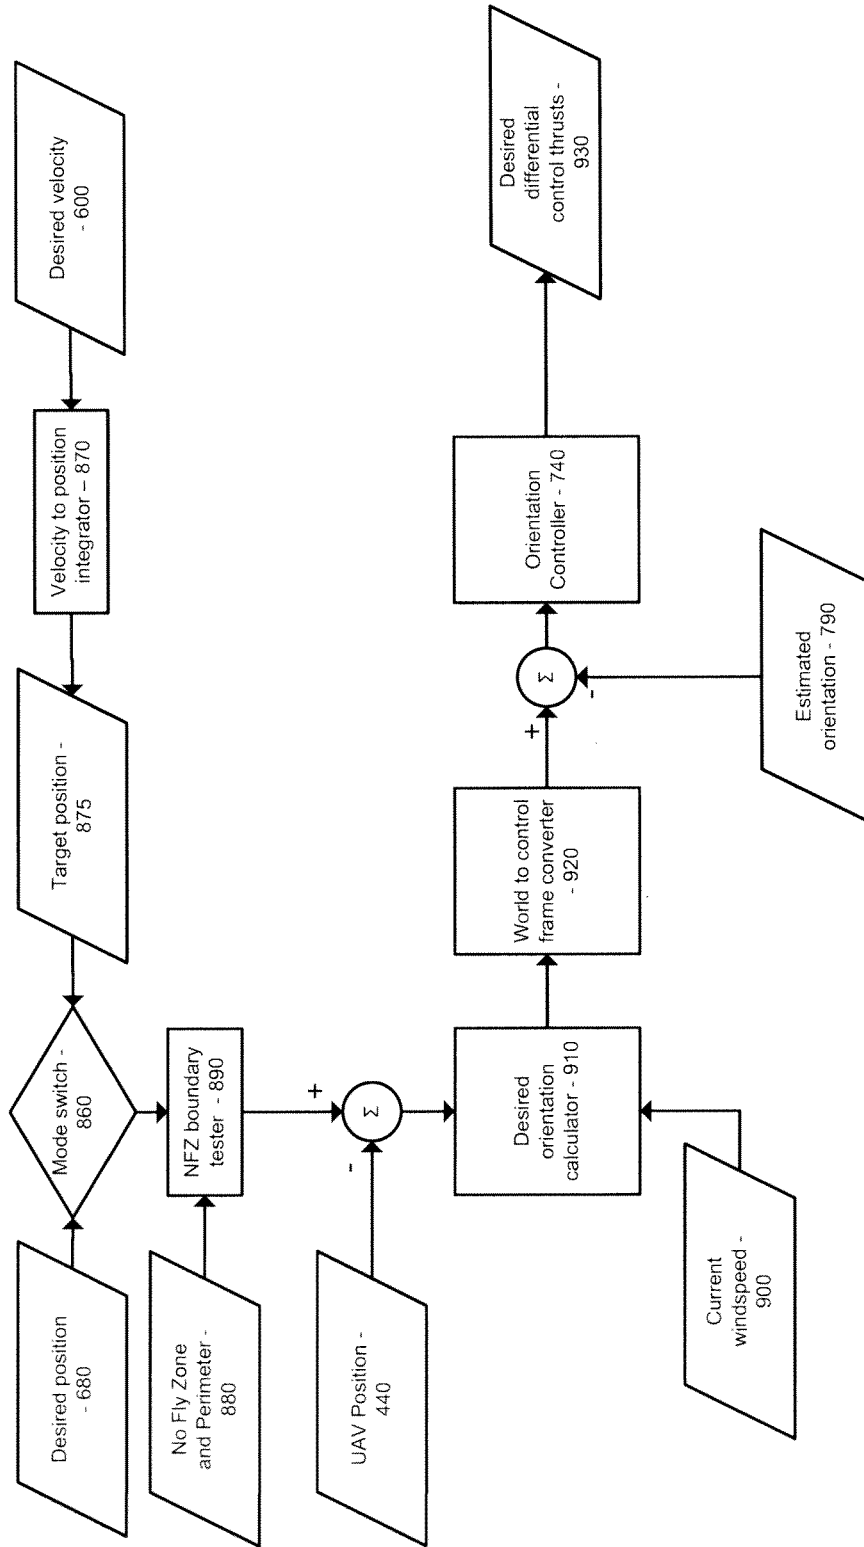 Desired position
- 680
Mode switch -
860
Target position -
875
Velocity to position
integrator – 870
Desired velocity
- 600
No Fly Zone
and Perimeter -
880
NFZ boundary
tester - 890
+
UAV Position -
440
-
Σ
Desired
orientation
calculator - 910
World to control
frame converter
- 920
+
Σ
-
Orientation
Controller - 740
Desired
differential
control thrusts -
930
Current
windspeed -
900
Estimated
orientation - 790